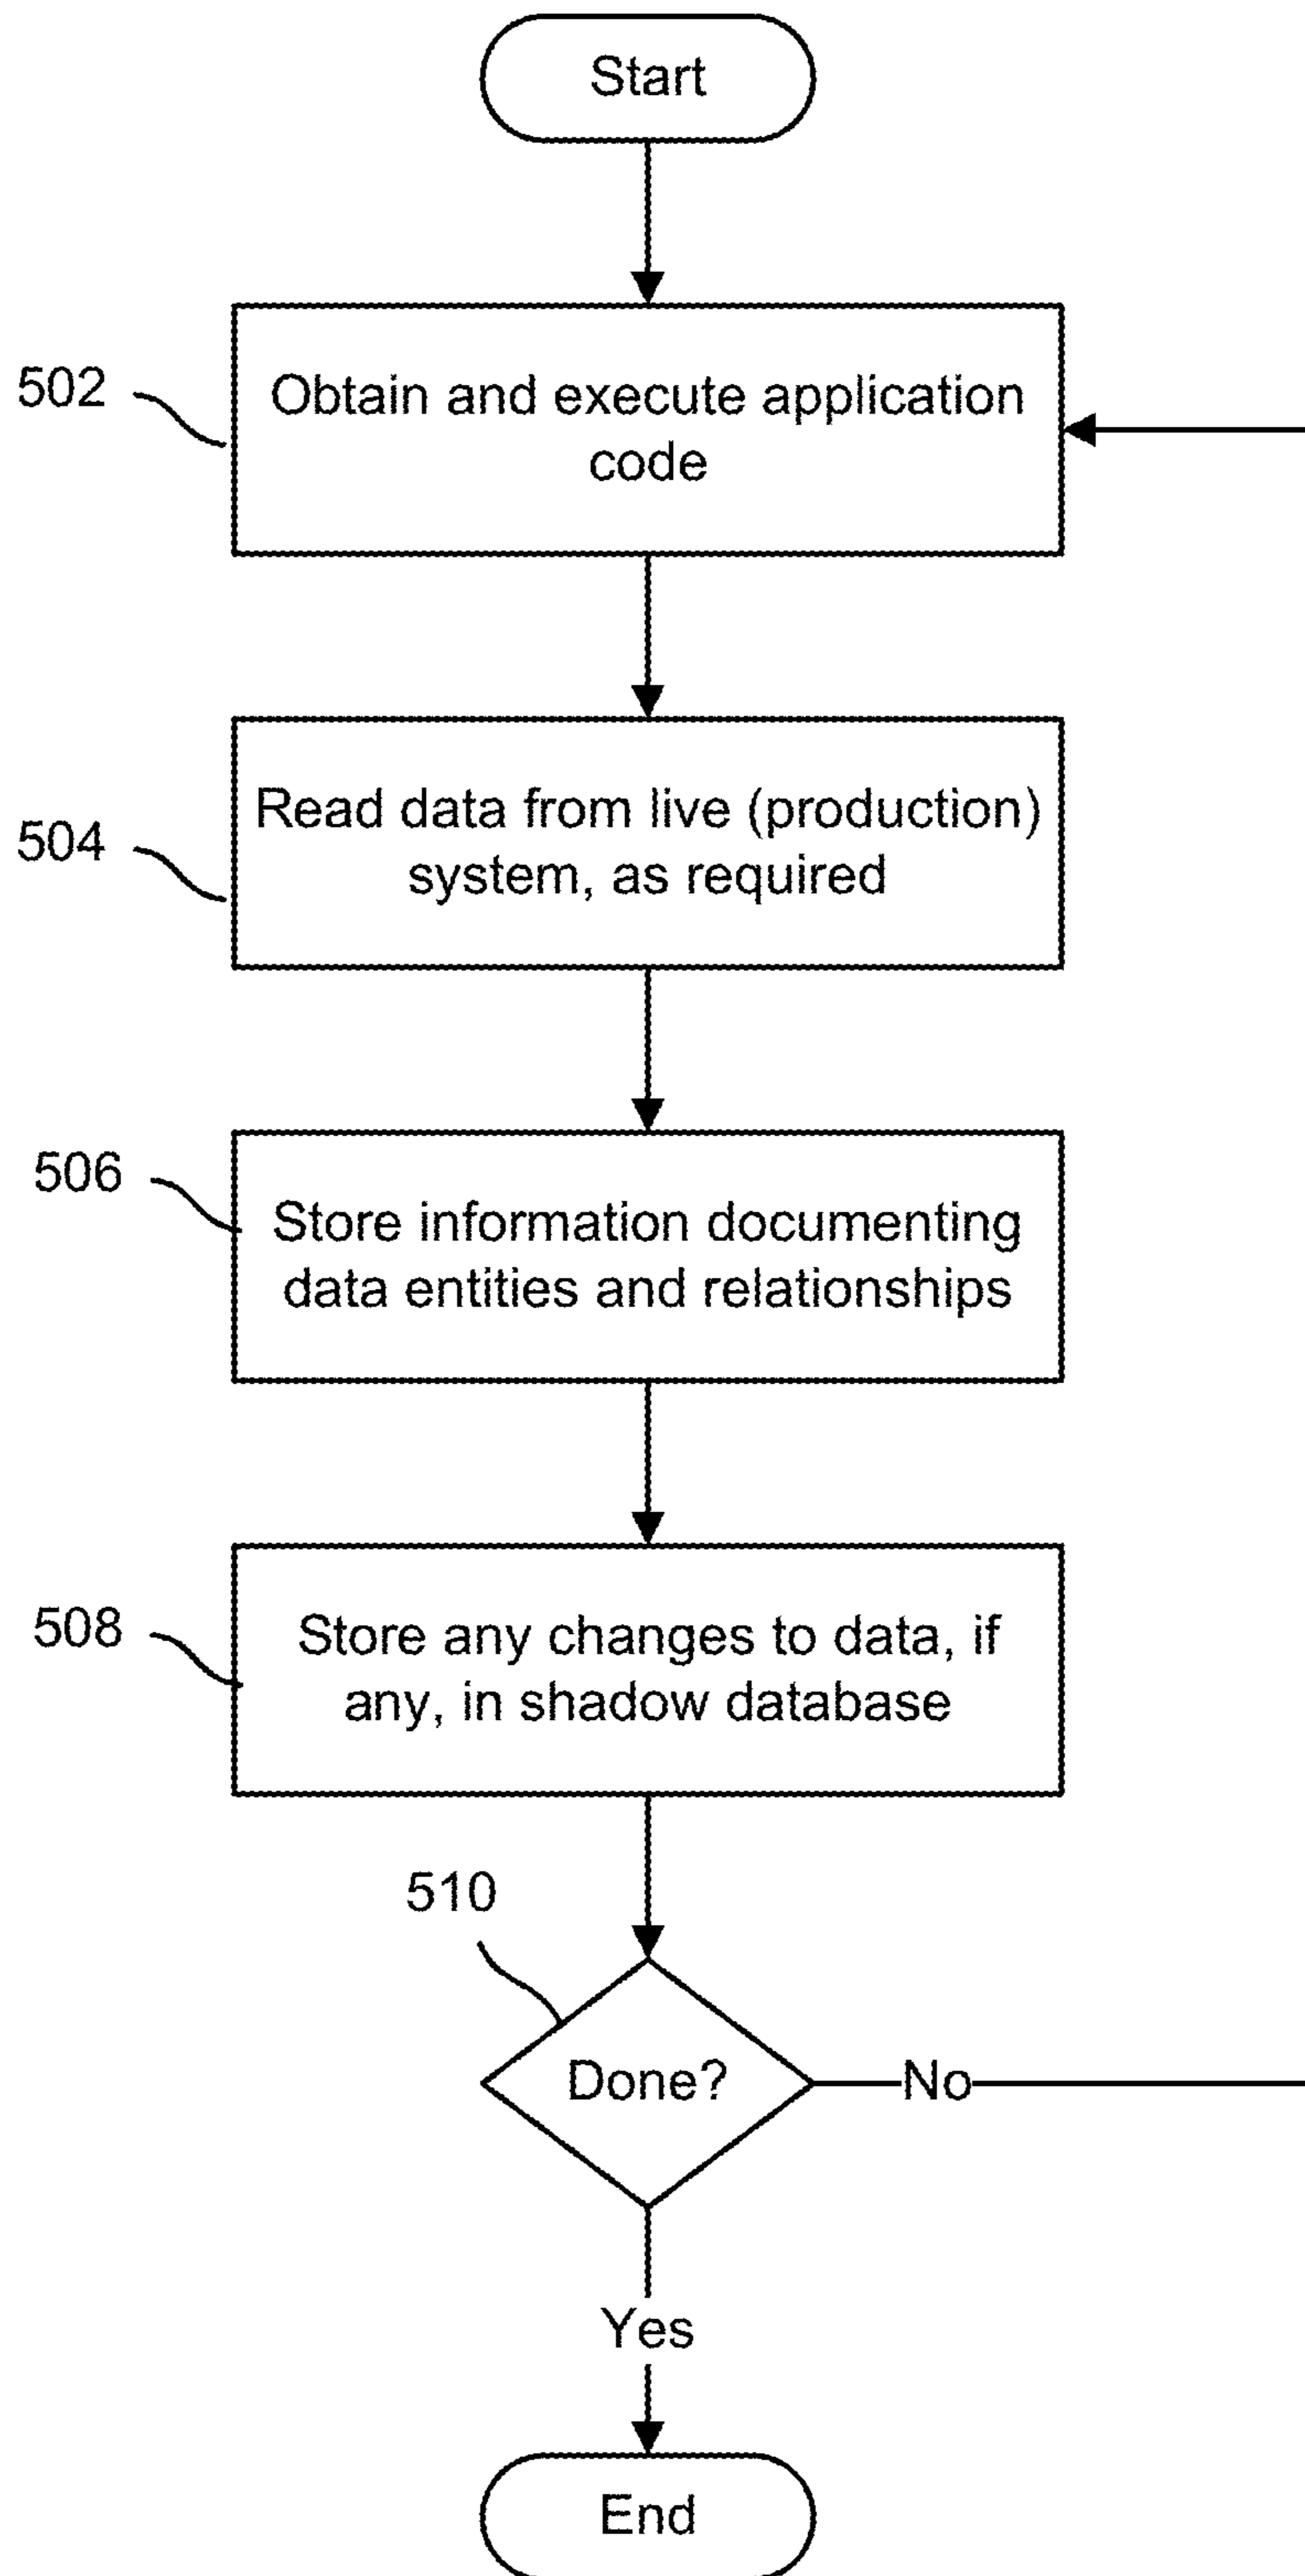 Start
502
Obtain and execute application
code
504
Read data from live (production)
system, as required
506
Store information documenting
data entities and relationships
508
Store any changes to data, if
any, in shadow database
510
Done?
No
Yes
End